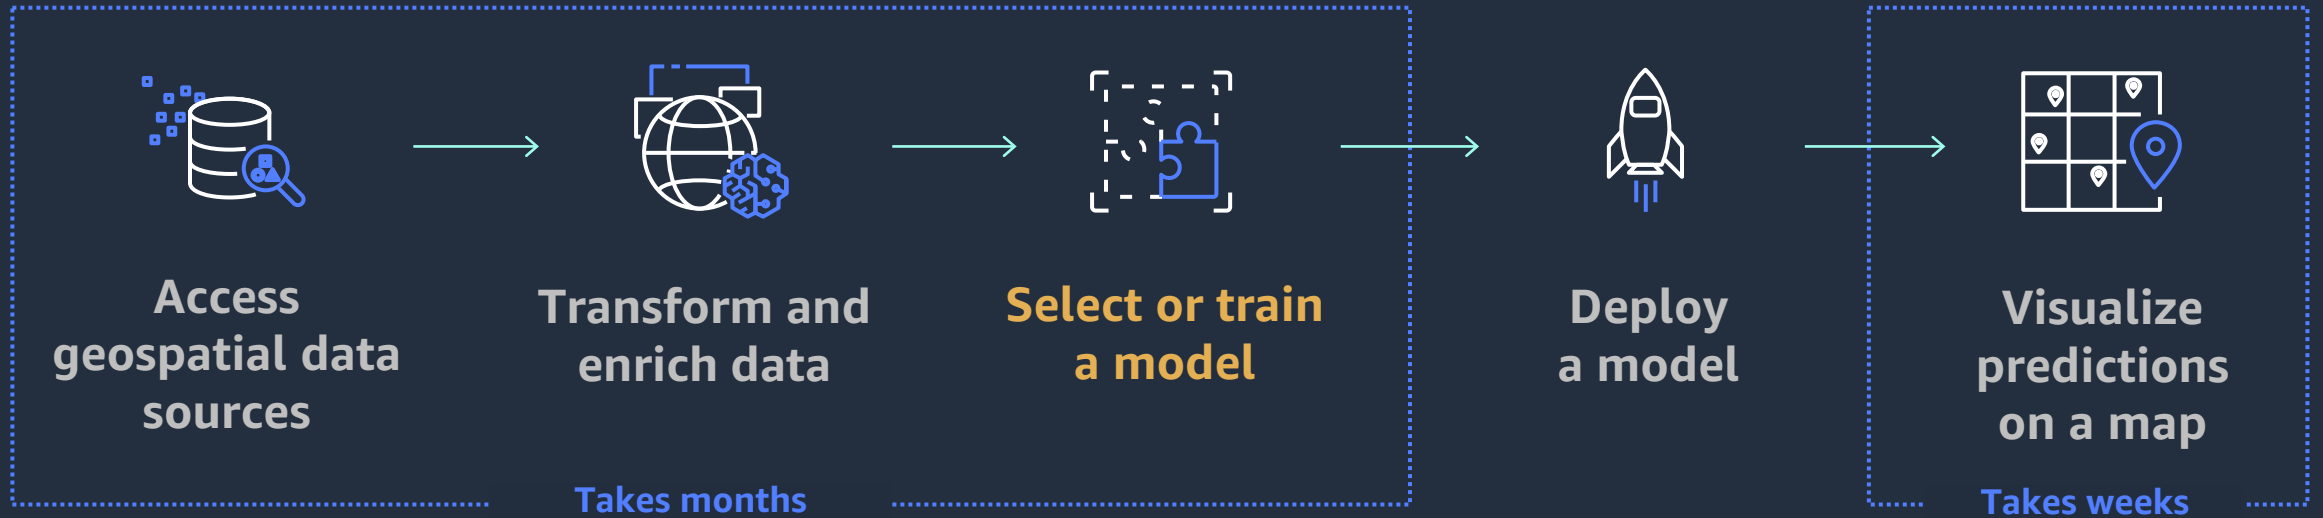 Access
geospatial data
sources
Transform and
enrich data
Select or train
a model
Deploy
a model
Visualize
predictions
on a map
Takes months
Takes weeks